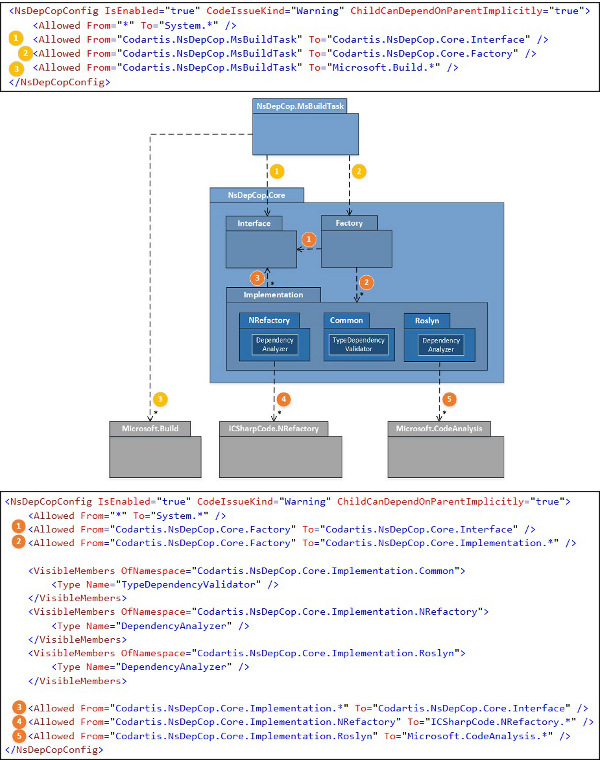 <NsDepCopConfig IsEnabled="true" CodeIssueKind="Warning" ChildCanDependOnParentImplicitly="true">
<Allowed From="*" To="System.*" />
1 <Allowed From="Codartis.NsDepCop.MsBuildTask" To="Codartis.NsDepCop.Core.Interface" />
2 <Allowed From="Codartis.NsDepCop.MsBuildTask" To="Codartis.NsDepCop.Core.Factory" />
3 <Allowed From="Codartis.NsDepCop.MsBuildTask" To="Microsoft.Build.*" />
</NsDepCopConfig>
NsDepCop.MsBuildTask
1 2
NsDepCop.Core
Interface Factory
1
3 * 2 *
Implementation
NRefactory Common Roslyn
Dependency Analyzer
TypeDependency Validator
Dependency Analyzer
3 * 4 * 5 *
Microsoft.Build ICSharpCode.NRefactory Microsoft.CodeAnalysis
<NsDepCopConfig IsEnabled="true" CodeIssueKind="Warning" ChildCanDependOnParentImplicitly="true">
<Allowed From="*" To="System.*" />
1 <Allowed From="Codartis.NsDepCop.Core.Factory" To="Codartis.NsDepCop.Core.Interface" />
2 <Allowed From="Codartis.NsDepCop.Core.Factory" To="Codartis.NsDepCop.Core.Implementation.*" />
<VisibleMembers OfNamespace="Codartis.NsDepCop.Core.Implementation.Common">
<Type Name="TypeDependencyValidator" />
</VisibleMembers>
<VisibleMembers OfNamespace="Codartis.NsDepCop.Core.Implementation.NRefactory">
<Type Name="DependencyAnalyzer" />
</VisibleMembers>
<VisibleMembers OfNamespace="Codartis.NsDepCop.Core.Implementation.Roslyn">
<Type Name="DependencyAnalyzer" />
</VisibleMembers>
3 <Allowed From="Codartis.NsDepCop.Core.Implementation.*" To="Codartis.NsDepCop.Core.Interface" />
4 <Allowed From="Codartis.NsDepCop.Core.Implementation.NRefactory" To="ICSharpCode.NRefactory.*" />
5 <Allowed From="Codartis.NsDepCop.Core.Implementation.Roslyn" To="Microsoft.CodeAnalysis.*" />
</NsDepCopConfig>